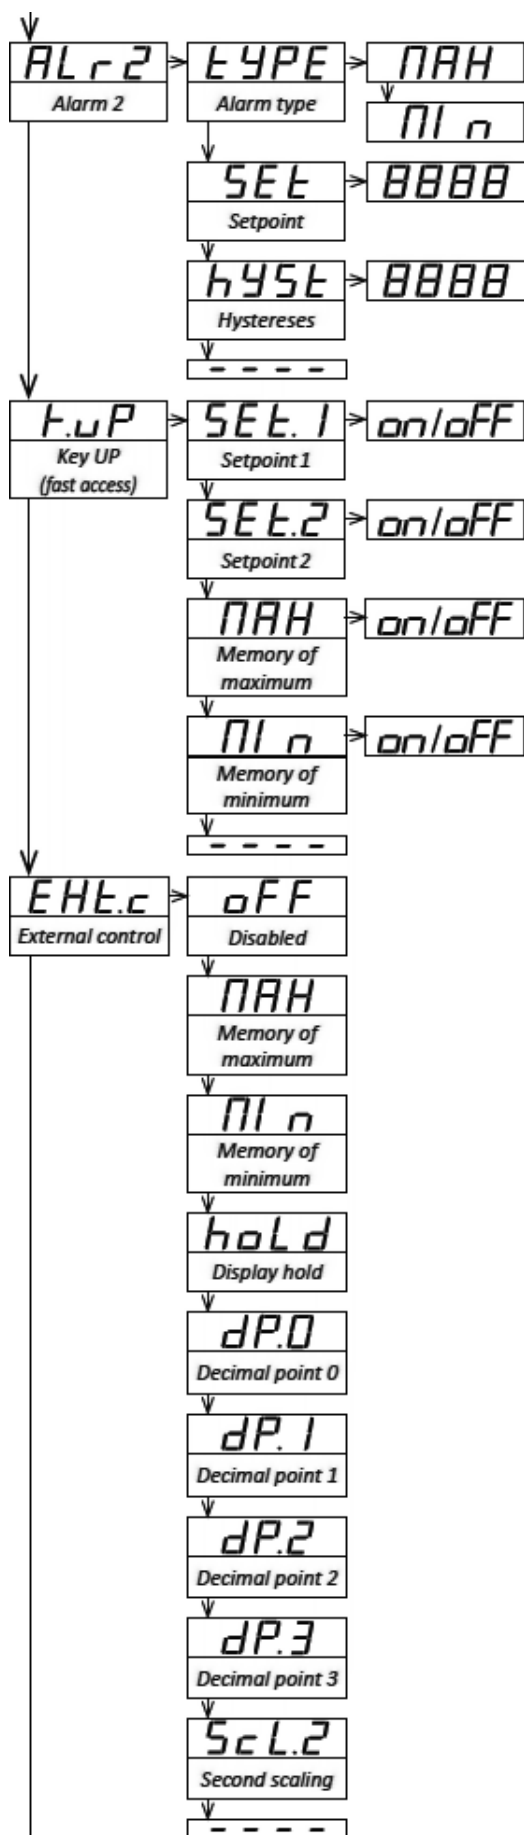 ALr2 tYPE MAH
Alarm 2 Alarm type
MIn
SEt 8888
Setpoint
hYSt 8888
Hystereses
----
K.uP SEt.1 on/oFF
Key UP Setpoint 1
(fast access)
SEt.2 on/oFF
Setpoint 2
MAH on/oFF
Memory of
maximum
MIn on/oFF
Memory of
minimum
----
EHt.c oFF
External control Disabled
MAH
Memory of
maximum
MIn
Memory of
minimum
hoLd
Display hold
dP.0
Decimal point 0
dP.1
Decimal point 1
dP.2
Decimal point 2
dP.3
Decimal point 3
ScL.2
Second scaling
----